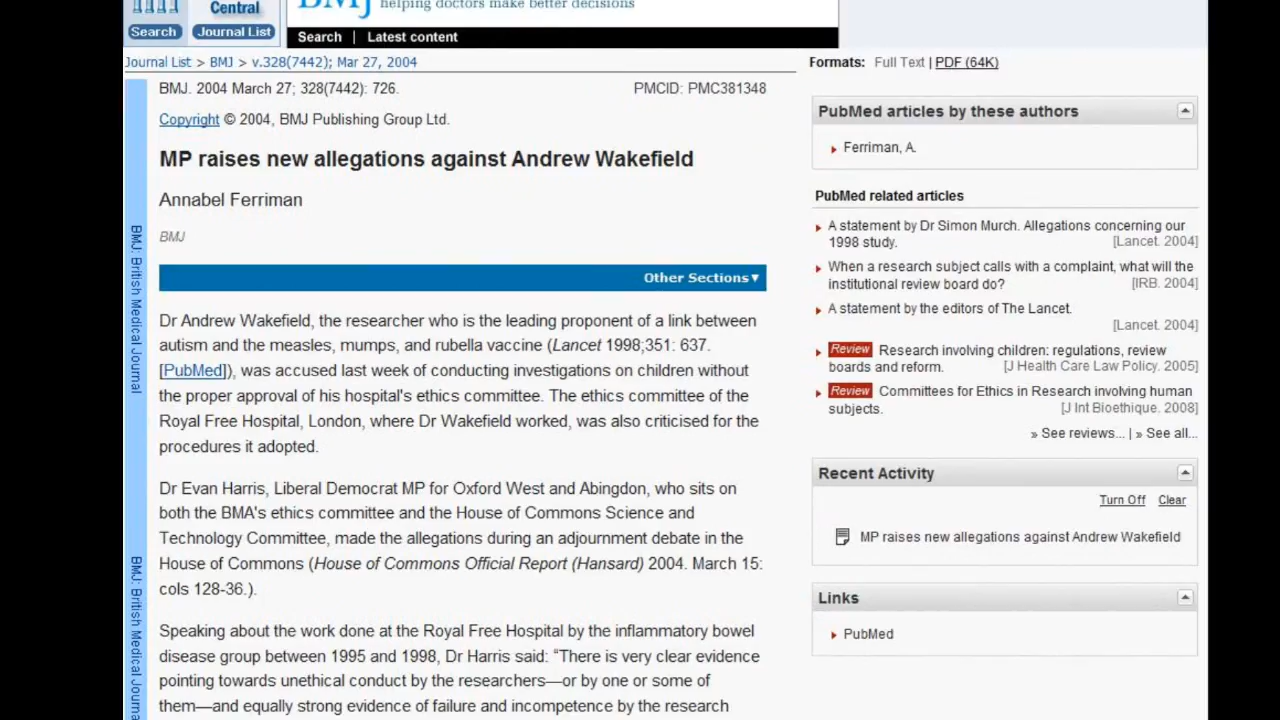 Central
BMJ helping doctors make better decisions
Search
Journal List
Search | Latest content
Journal List > BMJ > v.328(7442); Mar 27, 2004
BMJ. 2004 March 27; 328(7442): 726.
PMCID: PMC381348
Copyright © 2004, BMJ Publishing Group Ltd.
MP raises new allegations against Andrew Wakefield
Annabel Ferriman
BMJ
Other Sections▼
Dr Andrew Wakefield, the researcher who is the leading proponent of a link between
autism and the measles, mumps, and rubella vaccine (Lancet 1998;351: 637.
[PubMed]), was accused last week of conducting investigations on children without
the proper approval of his hospital's ethics committee. The ethics committee of the
Royal Free Hospital, London, where Dr Wakefield worked, was also criticised for the
procedures it adopted.
Dr Evan Harris, Liberal Democrat MP for Oxford West and Abingdon, who sits on
both the BMA's ethics committee and the House of Commons Science and
Technology Committee, made the allegations during an adjournment debate in the
House of Commons (House of Commons Official Report (Hansard) 2004. March 15:
cols 128-36.).
Speaking about the work done at the Royal Free Hospital by the inflammatory bowel
disease group between 1995 and 1998, Dr Harris said: “There is very clear evidence
pointing towards unethical conduct by the researchers—or by one or some of
them—and equally strong evidence of failure and incompetence by the research
BMJ: British Medical Journal
BMJ: British Medical Journa
Formats: Full Text | PDF (64K)
PubMed articles by these authors
Ferriman, A.
PubMed related articles
A statement by Dr Simon Murch. Allegations concerning our
1998 study. [Lancet. 2004]
When a research subject calls with a complaint, what will the
institutional review board do? [IRB. 2004]
A statement by the editors of The Lancet.
[Lancet. 2004]
Review Research involving children: regulations, review
boards and reform. [J Health Care Law Policy. 2005]
Review Committees for Ethics in Research involving human
subjects. [J Int Bioethique. 2008]
» See reviews... | » See all...
Recent Activity
Turn Off Clear
MP raises new allegations against Andrew Wakefield
Links
PubMed